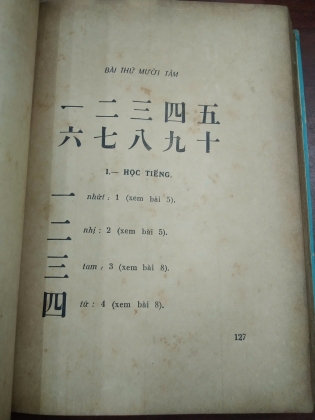 BÀI THỨ MƯỜI TÁM
一 二 三 四 五
六 七 八 九 十
I.— HỌC TIẾNG.
一 nhứt : 1 (xem bài 5).
二 nhị : 2 (xem bài 5).
三 tam : 3 (xem bài 8).
四 tứ : 4 (xem bài 8).
127